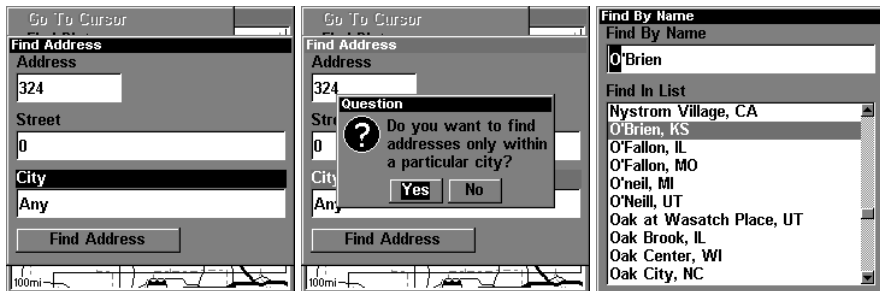 Go To Cursor
Find Address
Address
324
Street
0
City
Any
Find Address
100mi
Go To Cursor
Find Address
Address
324
Question
Do you want to find
addresses only within
a particular city?
Yes No
0
Any
Find Address
100mi
Find By Name
Find By Name
O'Brien
Find In List
Nystrom Village, CA
O'Brien, KS
O'Fallon, IL
O'Fallon, MO
O'neil, MI
O'Neill, UT
Oak at Wasatch Place, UT
Oak Brook, IL
Oak Center, WI
Oak City, NC